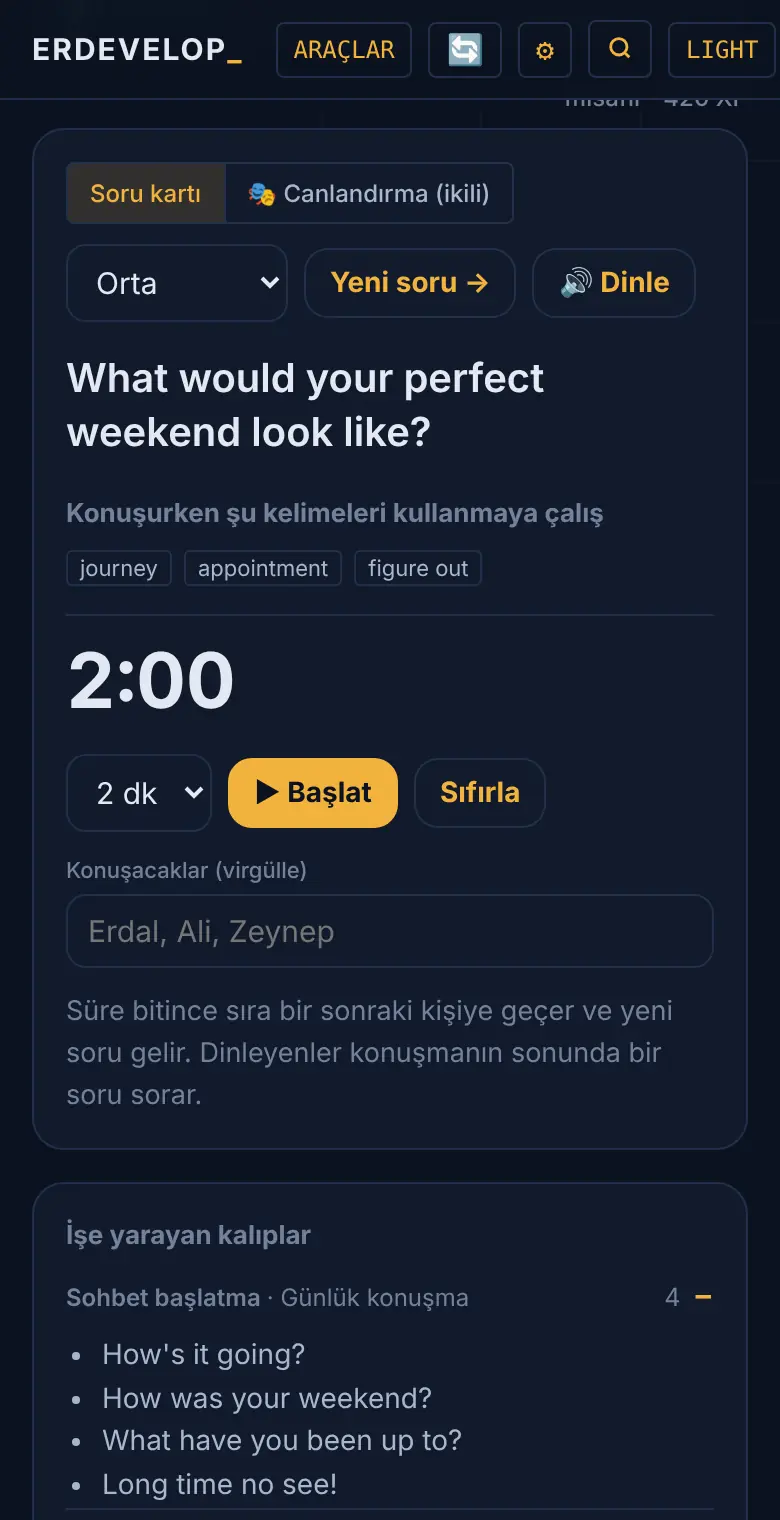 ERDEVELOP_ ARAÇLAR LIGHT
Soru kartı 🎭 Canlandırma (ikili)
Orta Yeni soru → 🔊 Dinle
What would your perfect
weekend look like?
Konuşurken şu kelimeleri kullanmaya çalış
journey appointment figure out
2:00
2 dk ▶ Başlat Sıfırla
Konuşacaklar (virgülle)
Erdal, Ali, Zeynep
Süre bitince sıra bir sonraki kişiye geçer ve yeni
soru gelir. Dinleyenler konuşmanın sonunda bir
soru sorar.
İşe yarayan kalıplar
Sohbet başlatma · Günlük konuşma 4 –
• How's it going?
• How was your weekend?
• What have you been up to?
• Long time no see!